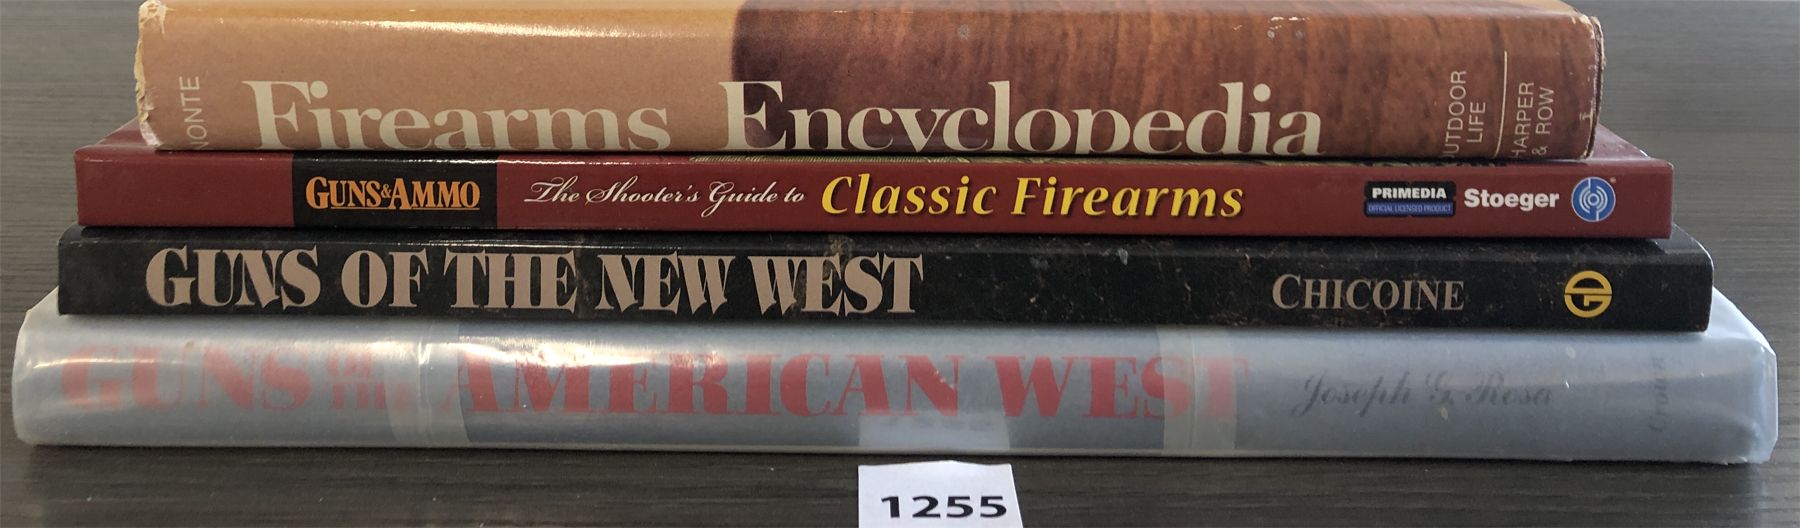 NONTE Firearms Encyclopedia OUTDOOR LIFE HARPER & ROW
GUNS&AMMO The Shooter's Guide to Classic Firearms PRIMEDIA OFFICIAL LICENSED PRODUCT Stoeger
GUNS OF THE NEW WEST CHICOINE GD
GUNS OF THE AMERICAN WEST Joseph G. Rosa Crown
1255